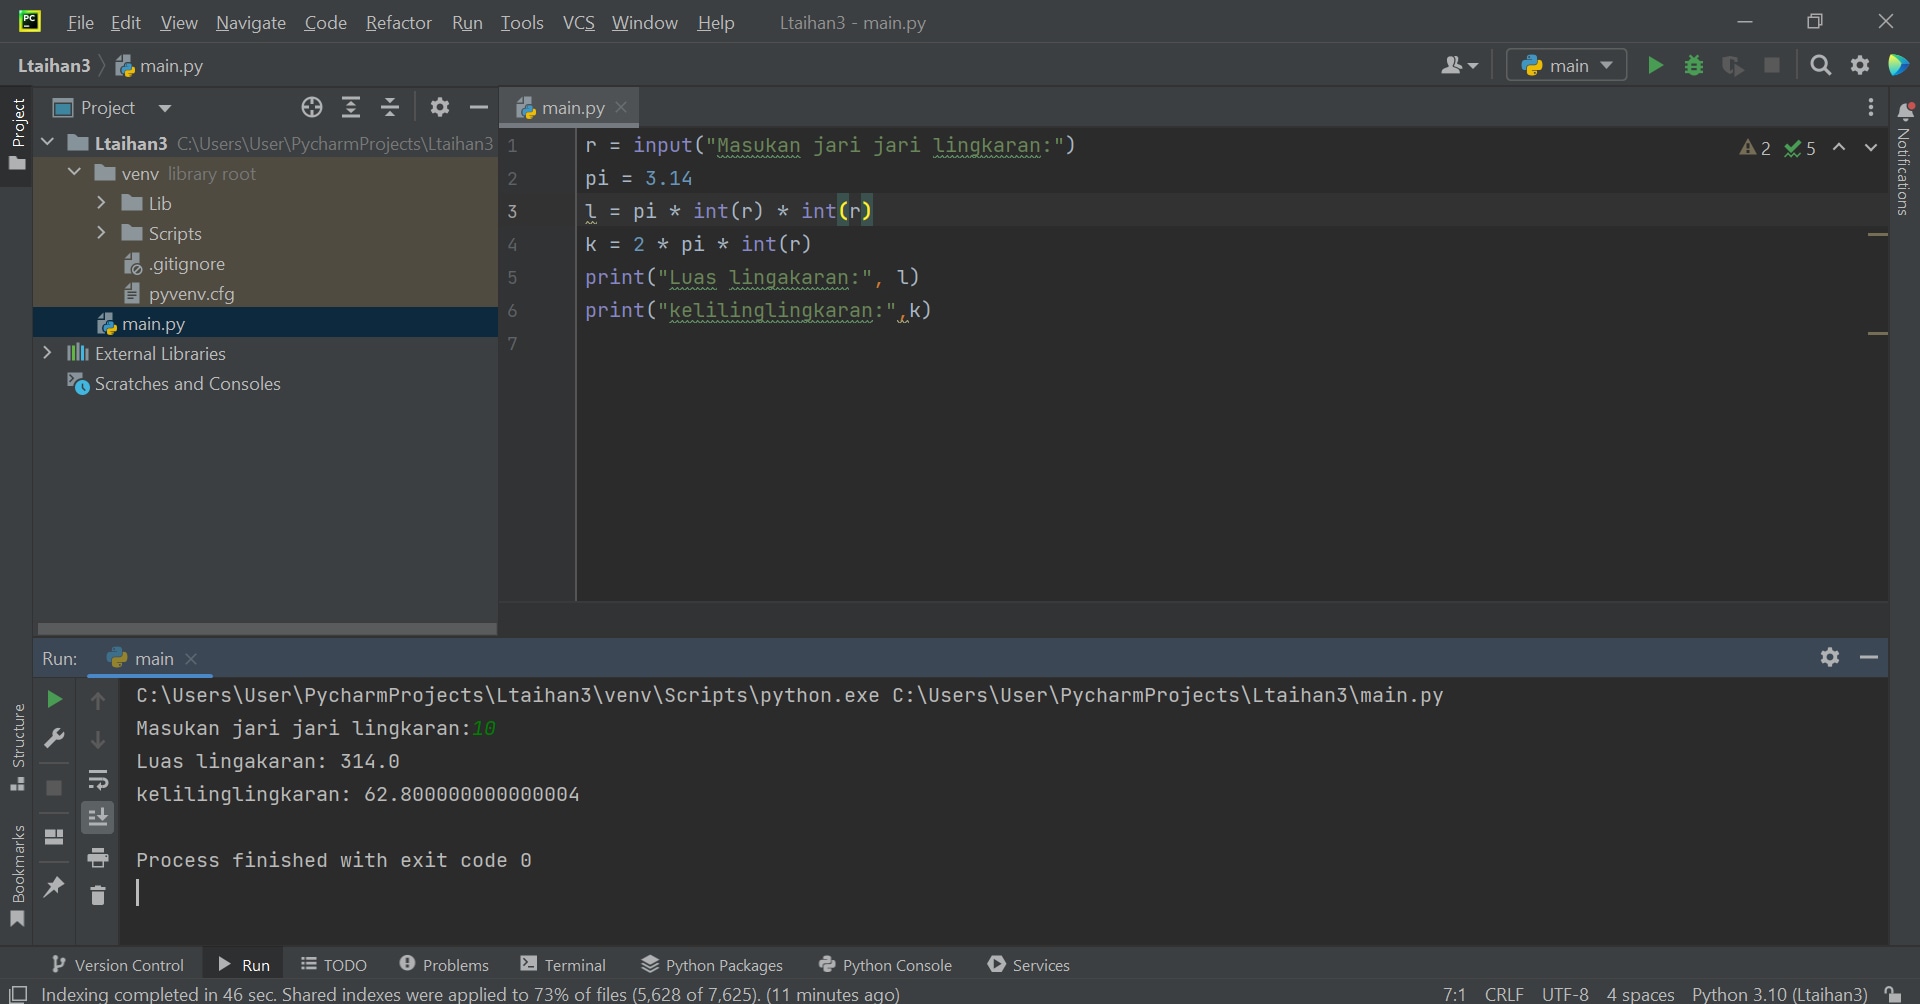 PC
File Edit View Navigate Code Refactor Run Tools VCS Window Help Ltaihan3 - main.py
Ltaihan3 main.py
main
Project
Project
main.py
Ltaihan3 C:\Users\User\PycharmProjects\Ltaihan3
venv library root
Lib
Scripts
.gitignore
pyvenv.cfg
main.py
External Libraries
Scratches and Consoles
1 r = input("Masukan jari jari lingkaran:")
2 pi = 3.14
3 l = pi * int(r) * int(r)
4 k = 2 * pi * int(r)
5 print("Luas lingakaran:", l)
6 print("kelilinglingkaran:",k)
7
2 5
Notifications
Run: main
C:\Users\User\PycharmProjects\Ltaihan3\venv\Scripts\python.exe C:\Users\User\PycharmProjects\Ltaihan3\main.py
Masukan jari jari lingkaran:10
Luas lingakaran: 314.0
kelilinglingkaran: 62.800000000000004
Process finished with exit code 0
Structure
Bookmarks
Version Control Run TODO Problems Terminal Python Packages Python Console Services
Indexing completed in 46 sec. Shared indexes were applied to 73% of files (5,628 of 7,625). (11 minutes ago) 7:1 CRLF UTF-8 4 spaces Python 3.10 (Ltaihan3)